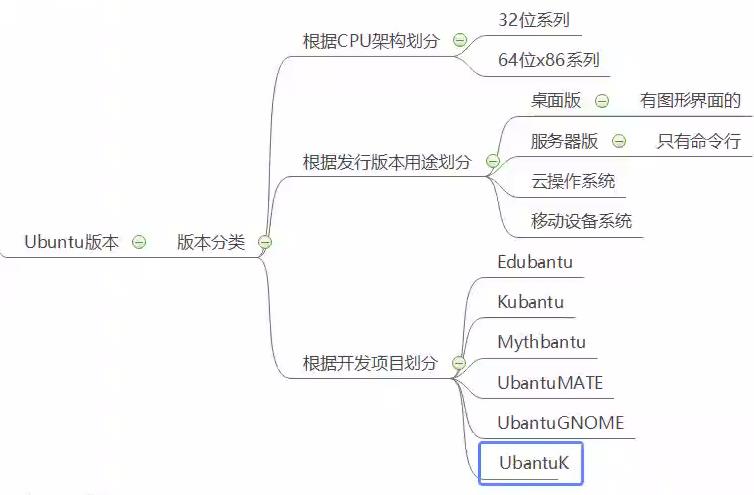 Ubuntu版本
版本分类
根据CPU架构划分
32位系列
64位x86系列
根据发行版本用途划分
桌面版
有图形界面的
服务器版
只有命令行
云操作系统
移动设备系统
根据开发项目划分
Edubantu
Kubantu
Mythbantu
UbantuMATE
UbantuGNOME
UbantuK